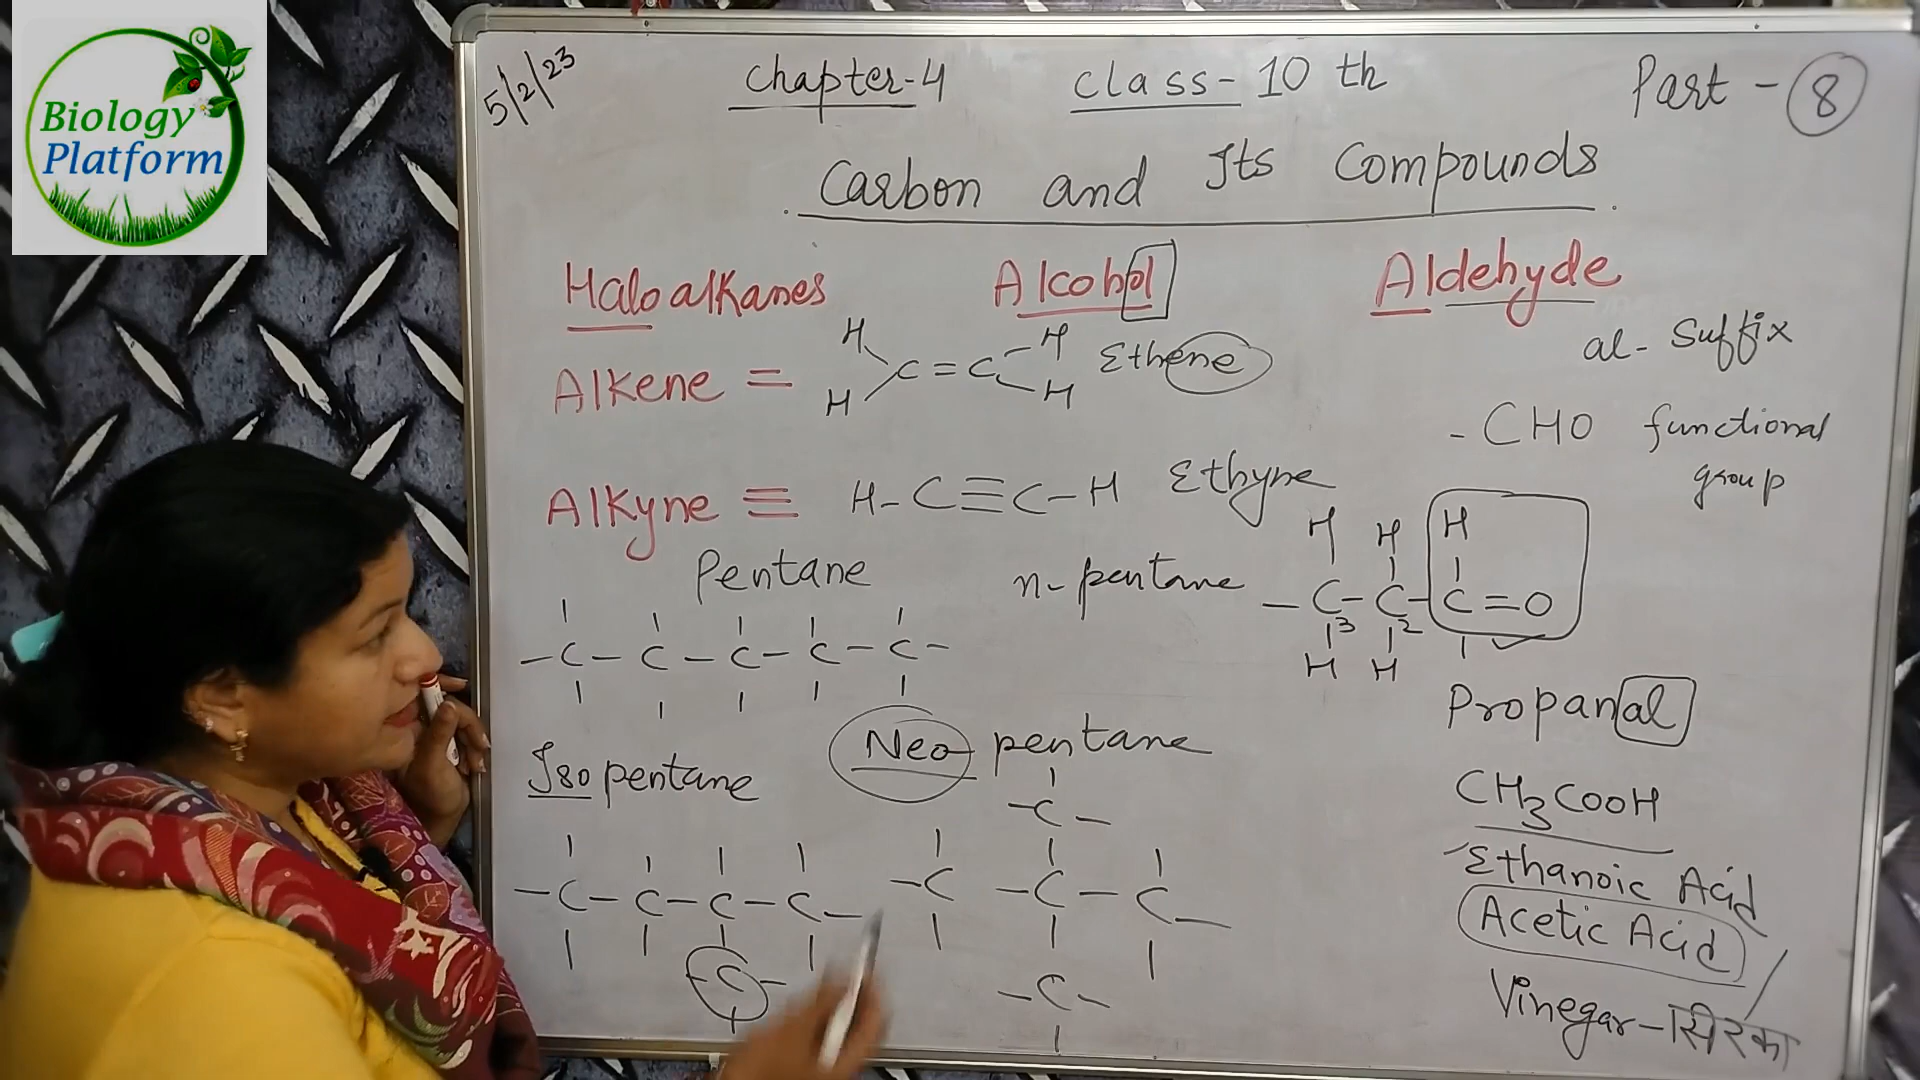 Biology
Platform
5/2/23
Chapter-4 class-10 th Part - 8
Carbon and Its Compounds
Haloalkanes Alcohol Aldehyde
al- suffix
Alkene = H H C = C H H Ethene
- CHO functional group
Alkyne ≡ H-C≡C-H Ethyne
Pentane n-pentane
H H H
- C - C - C - C - C -
- C3 - C2 - C = O
H H
Propanal
Iso pentane Neo pentane
- C -
CH3COOH
- C - C - C - C -
- C - C - C -
Ethanoic Acid
Acetic Acid
- C -
- C -
Vinegar - सिरका